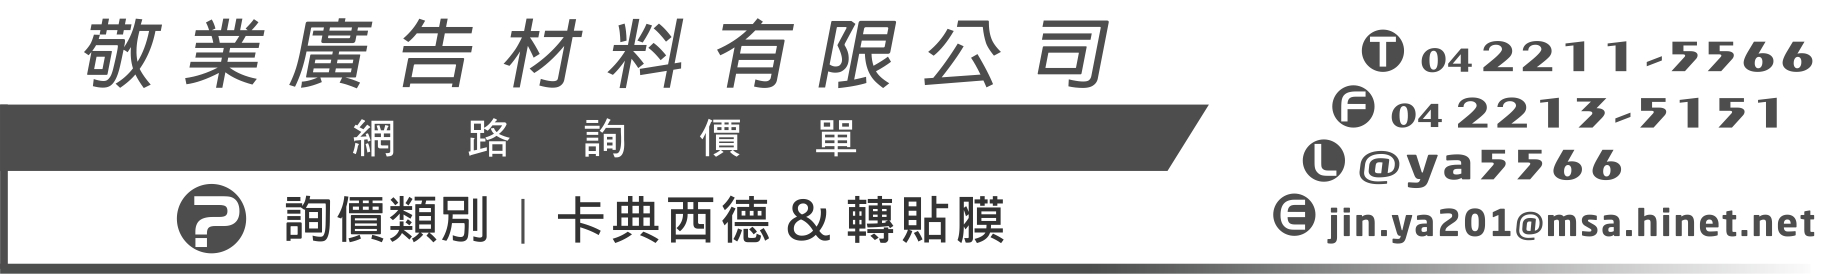 敬業廣告材料有限公司
網路詢價單
? 詢價類別 | 卡典西德 & 轉貼膜
T 04 2211-5566
F 04 2213-5151
L @ya5566
E jin.ya201@msa.hinet.net